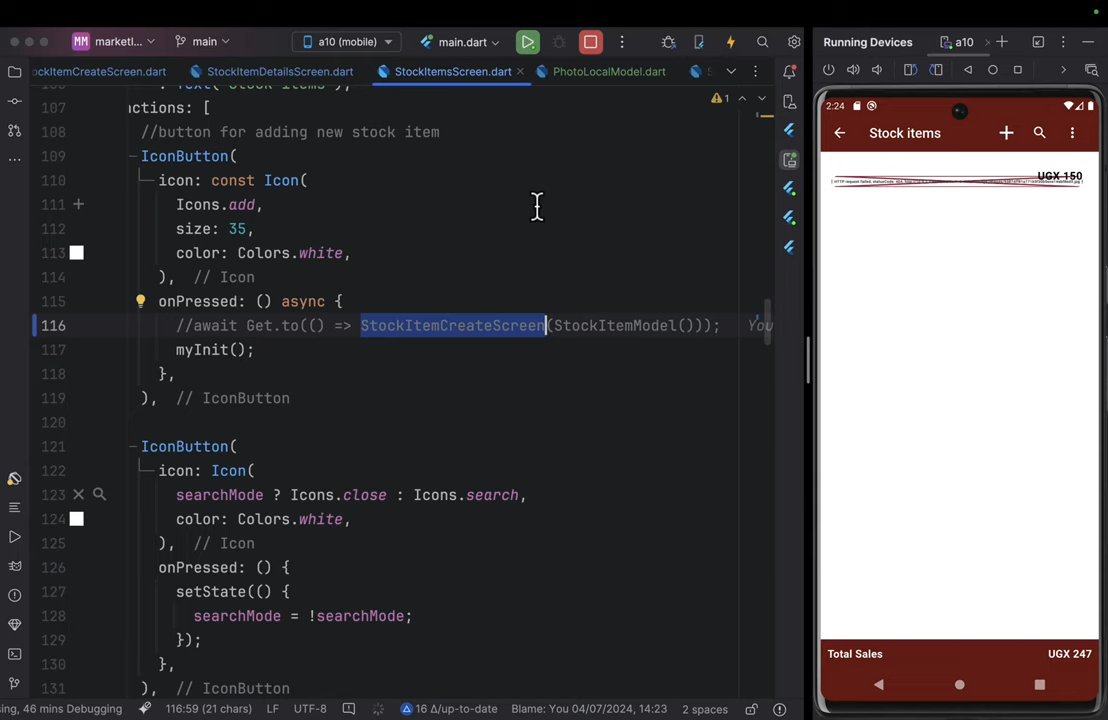 MM marketl... main a10 (mobile) main.dart
Running Devices a10
ockItemCreateScreen.dart StockItemDetailsScreen.dart StockItemsScreen.dart PhotoLocalModel.dart S
107 actions: [
108 //button for adding new stock item
109 IconButton(
110 icon: const Icon(
111 Icons.add,
112 size: 35,
113 color: Colors.white,
114 ), // Icon
115 onPressed: () async {
116 //await Get.to(() => StockItemCreateScreen(StockItemModel())); You
117 myInit();
118 },
119 ), // IconButton
120
121 IconButton(
122 icon: Icon(
123 searchMode ? Icons.close : Icons.search,
124 color: Colors.white,
125 ), // Icon
126 onPressed: () {
127 setState(() {
128 searchMode = !searchMode;
129 });
130 },
131 ), // IconButton
1
sing, 46 mins Debugging 116:59 (21 chars) LF UTF-8 16 Δ/up-to-date Blame: You 04/07/2024, 14:23 2 spaces
2:24
Stock items
UGX 150
Total Sales UGX 247